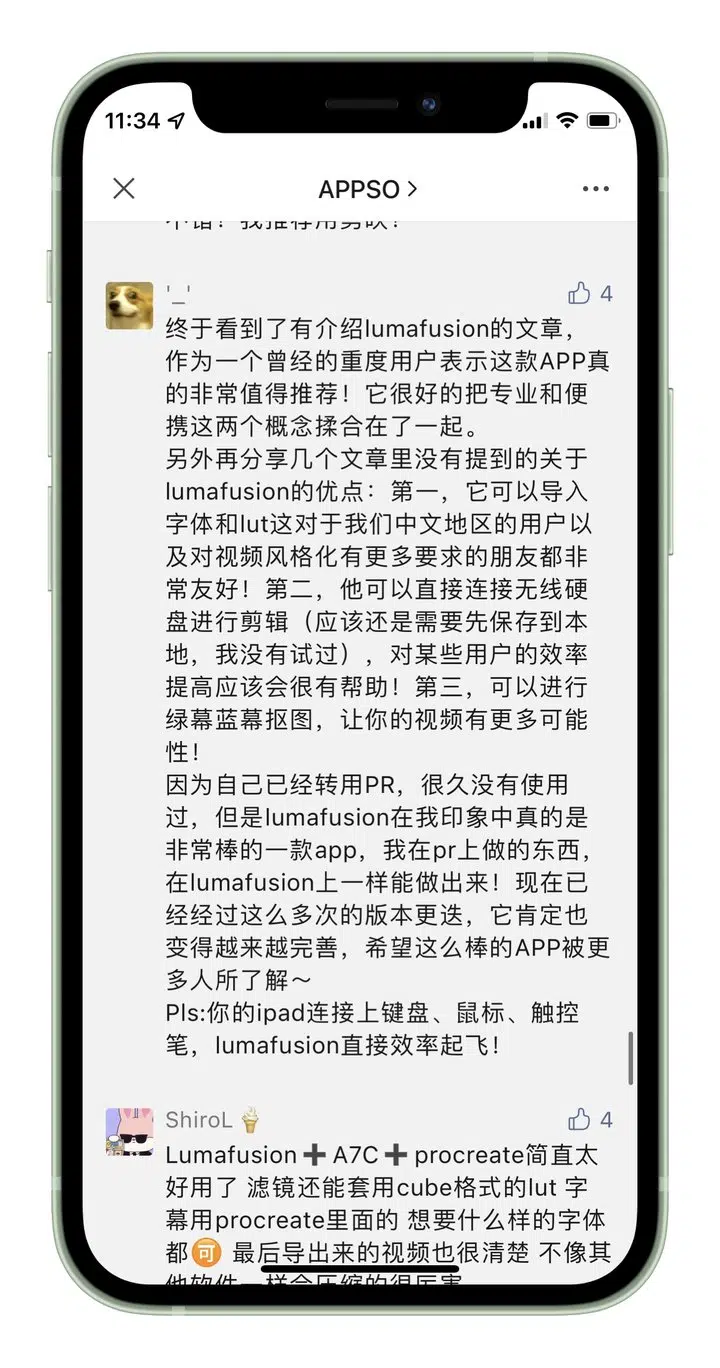 11:34
APPSO
不错！我推荐用剪映！
'_'
4
终于看到了有介绍lumafusion的文章，
作为一个曾经的重度用户表示这款APP真
的非常值得推荐！它很好的把专业和便
携这两个概念揉合在了一起。
另外再分享几个文章里没有提到的关于
lumafusion的优点：第一，它可以导入
字体和lut这对于我们中文地区的用户以
及对视频风格化有更多要求的朋友都非
常友好！第二，他可以直接连接无线硬
盘进行剪辑（应该还是需要先保存到本
地，我没有试过），对某些用户的效率
提高应该会很有帮助！第三，可以进行
绿幕蓝幕抠图，让你的视频有更多可能
性！
因为自己已经转用PR，很久没有使用
过，但是lumafusion在我印象中真的是
非常棒的一款app，我在pr上做的东西，
在lumafusion上一样能做出来！现在已
经经过这么多次的版本更迭，它肯定也
变得越来越完善，希望这么棒的APP被更
多人所了解～
Pls:你的ipad连接上键盘、鼠标、触控
笔，lumafusion直接效率起飞！
ShiroL🍦
4
Lumafusion➕A7C➕procreate简直太
好用了 滤镜还能套用cube格式的lut 字
幕用procreate里面的 想要什么样的字体
都🉑 最后导出来的视频也很清楚 不像其
他软件一样会压缩的很厉害